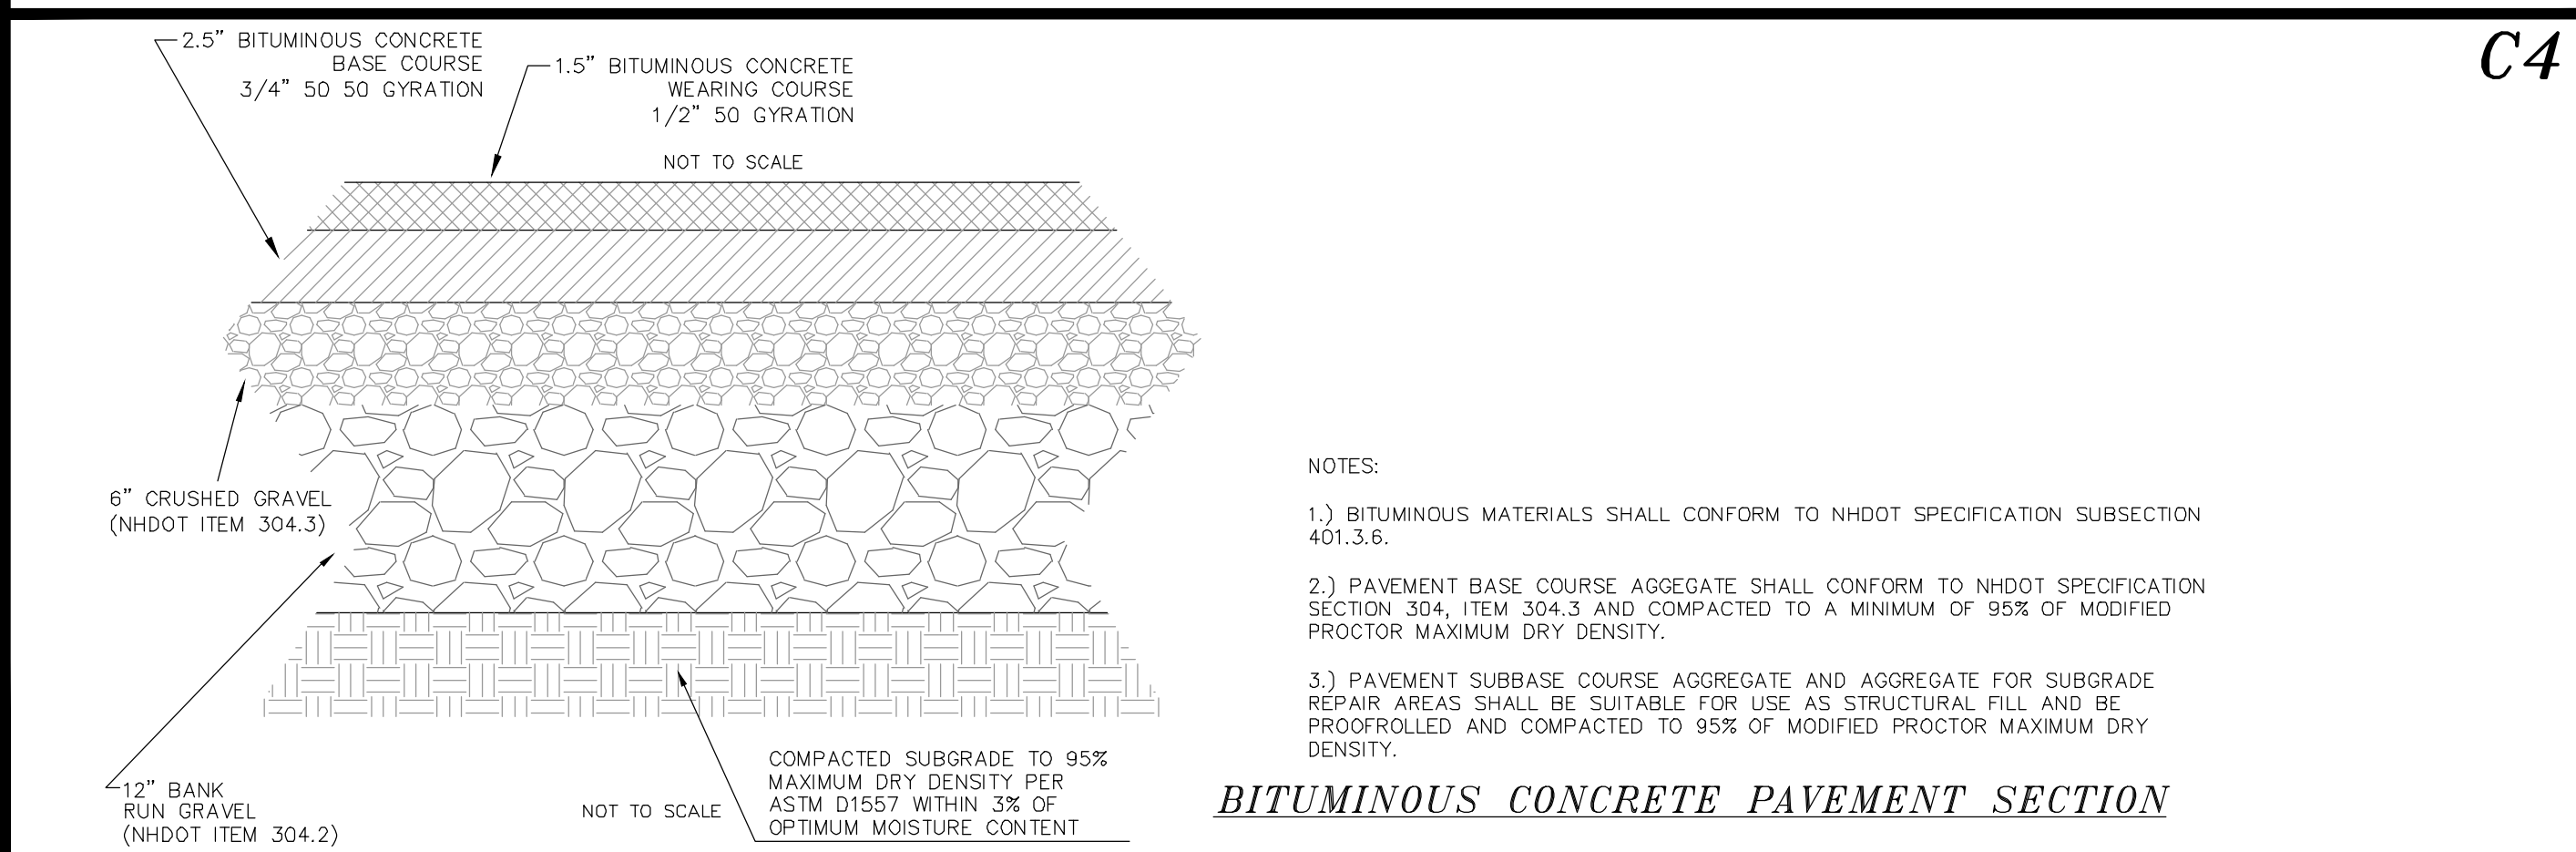 C4
2.5" BITUMINOUS CONCRETE
BASE COURSE
3/4" 50 50 GYRATION
1.5" BITUMINOUS CONCRETE
WEARING COURSE
1/2" 50 GYRATION
NOT TO SCALE
6" CRUSHED GRAVEL
(NHDOT ITEM 304.3)
12" BANK
RUN GRAVEL
(NHDOT ITEM 304.2)
NOT TO SCALE
COMPACTED SUBGRADE TO 95%
MAXIMUM DRY DENSITY PER
ASTM D1557 WITHIN 3% OF
OPTIMUM MOISTURE CONTENT
NOTES:
1.) BITUMINOUS MATERIALS SHALL CONFORM TO NHDOT SPECIFICATION SUBSECTION
401.3.6.
2.) PAVEMENT BASE COURSE AGGEGATE SHALL CONFORM TO NHDOT SPECIFICATION
SECTION 304, ITEM 304.3 AND COMPACTED TO A MINIMUM OF 95% OF MODIFIED
PROCTOR MAXIMUM DRY DENSITY.
3.) PAVEMENT SUBBASE COURSE AGGREGATE AND AGGREGATE FOR SUBGRADE
REPAIR AREAS SHALL BE SUITABLE FOR USE AS STRUCTURAL FILL AND BE
PROOFROLLED AND COMPACTED TO 95% OF MODIFIED PROCTOR MAXIMUM DRY
DENSITY.
BITUMINOUS CONCRETE PAVEMENT SECTION